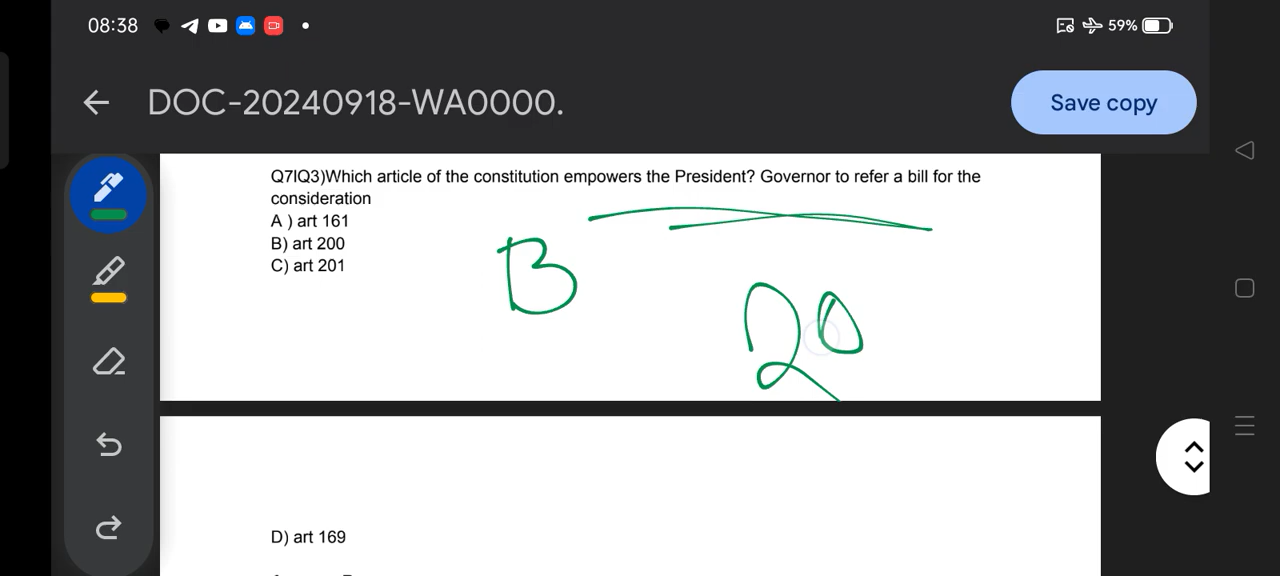 08:38
59%
DOC-20240918-WA0000.
Save copy
Q7IQ3)Which article of the constitution empowers the President? Governor to refer a bill for the
consideration
A ) art 161
B) art 200
C) art 201
B
20
D) art 169